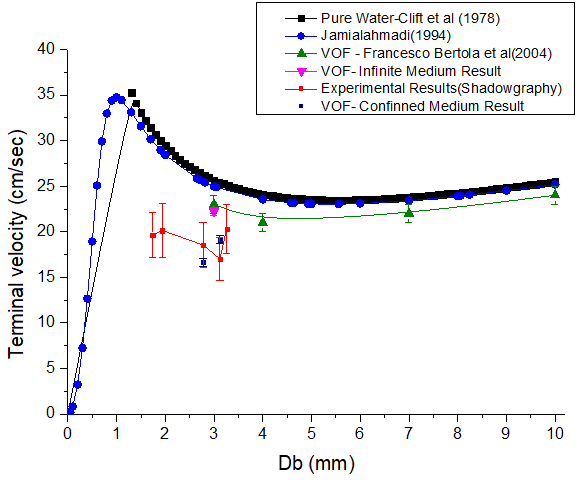 Pure Water-Clift et al (1978)
Jamialahmadi(1994)
VOF - Francesco Bertola et al(2004)
VOF- Infinite Medium Result
Experimental Results(Shadowgraphy)
VOF- Confinned Medium Result
40
35
30
25
20
15
10
5
0
Terminal velocity (cm/sec)
0 1 2 3 4 5 6 7 8 9 10
Db (mm)